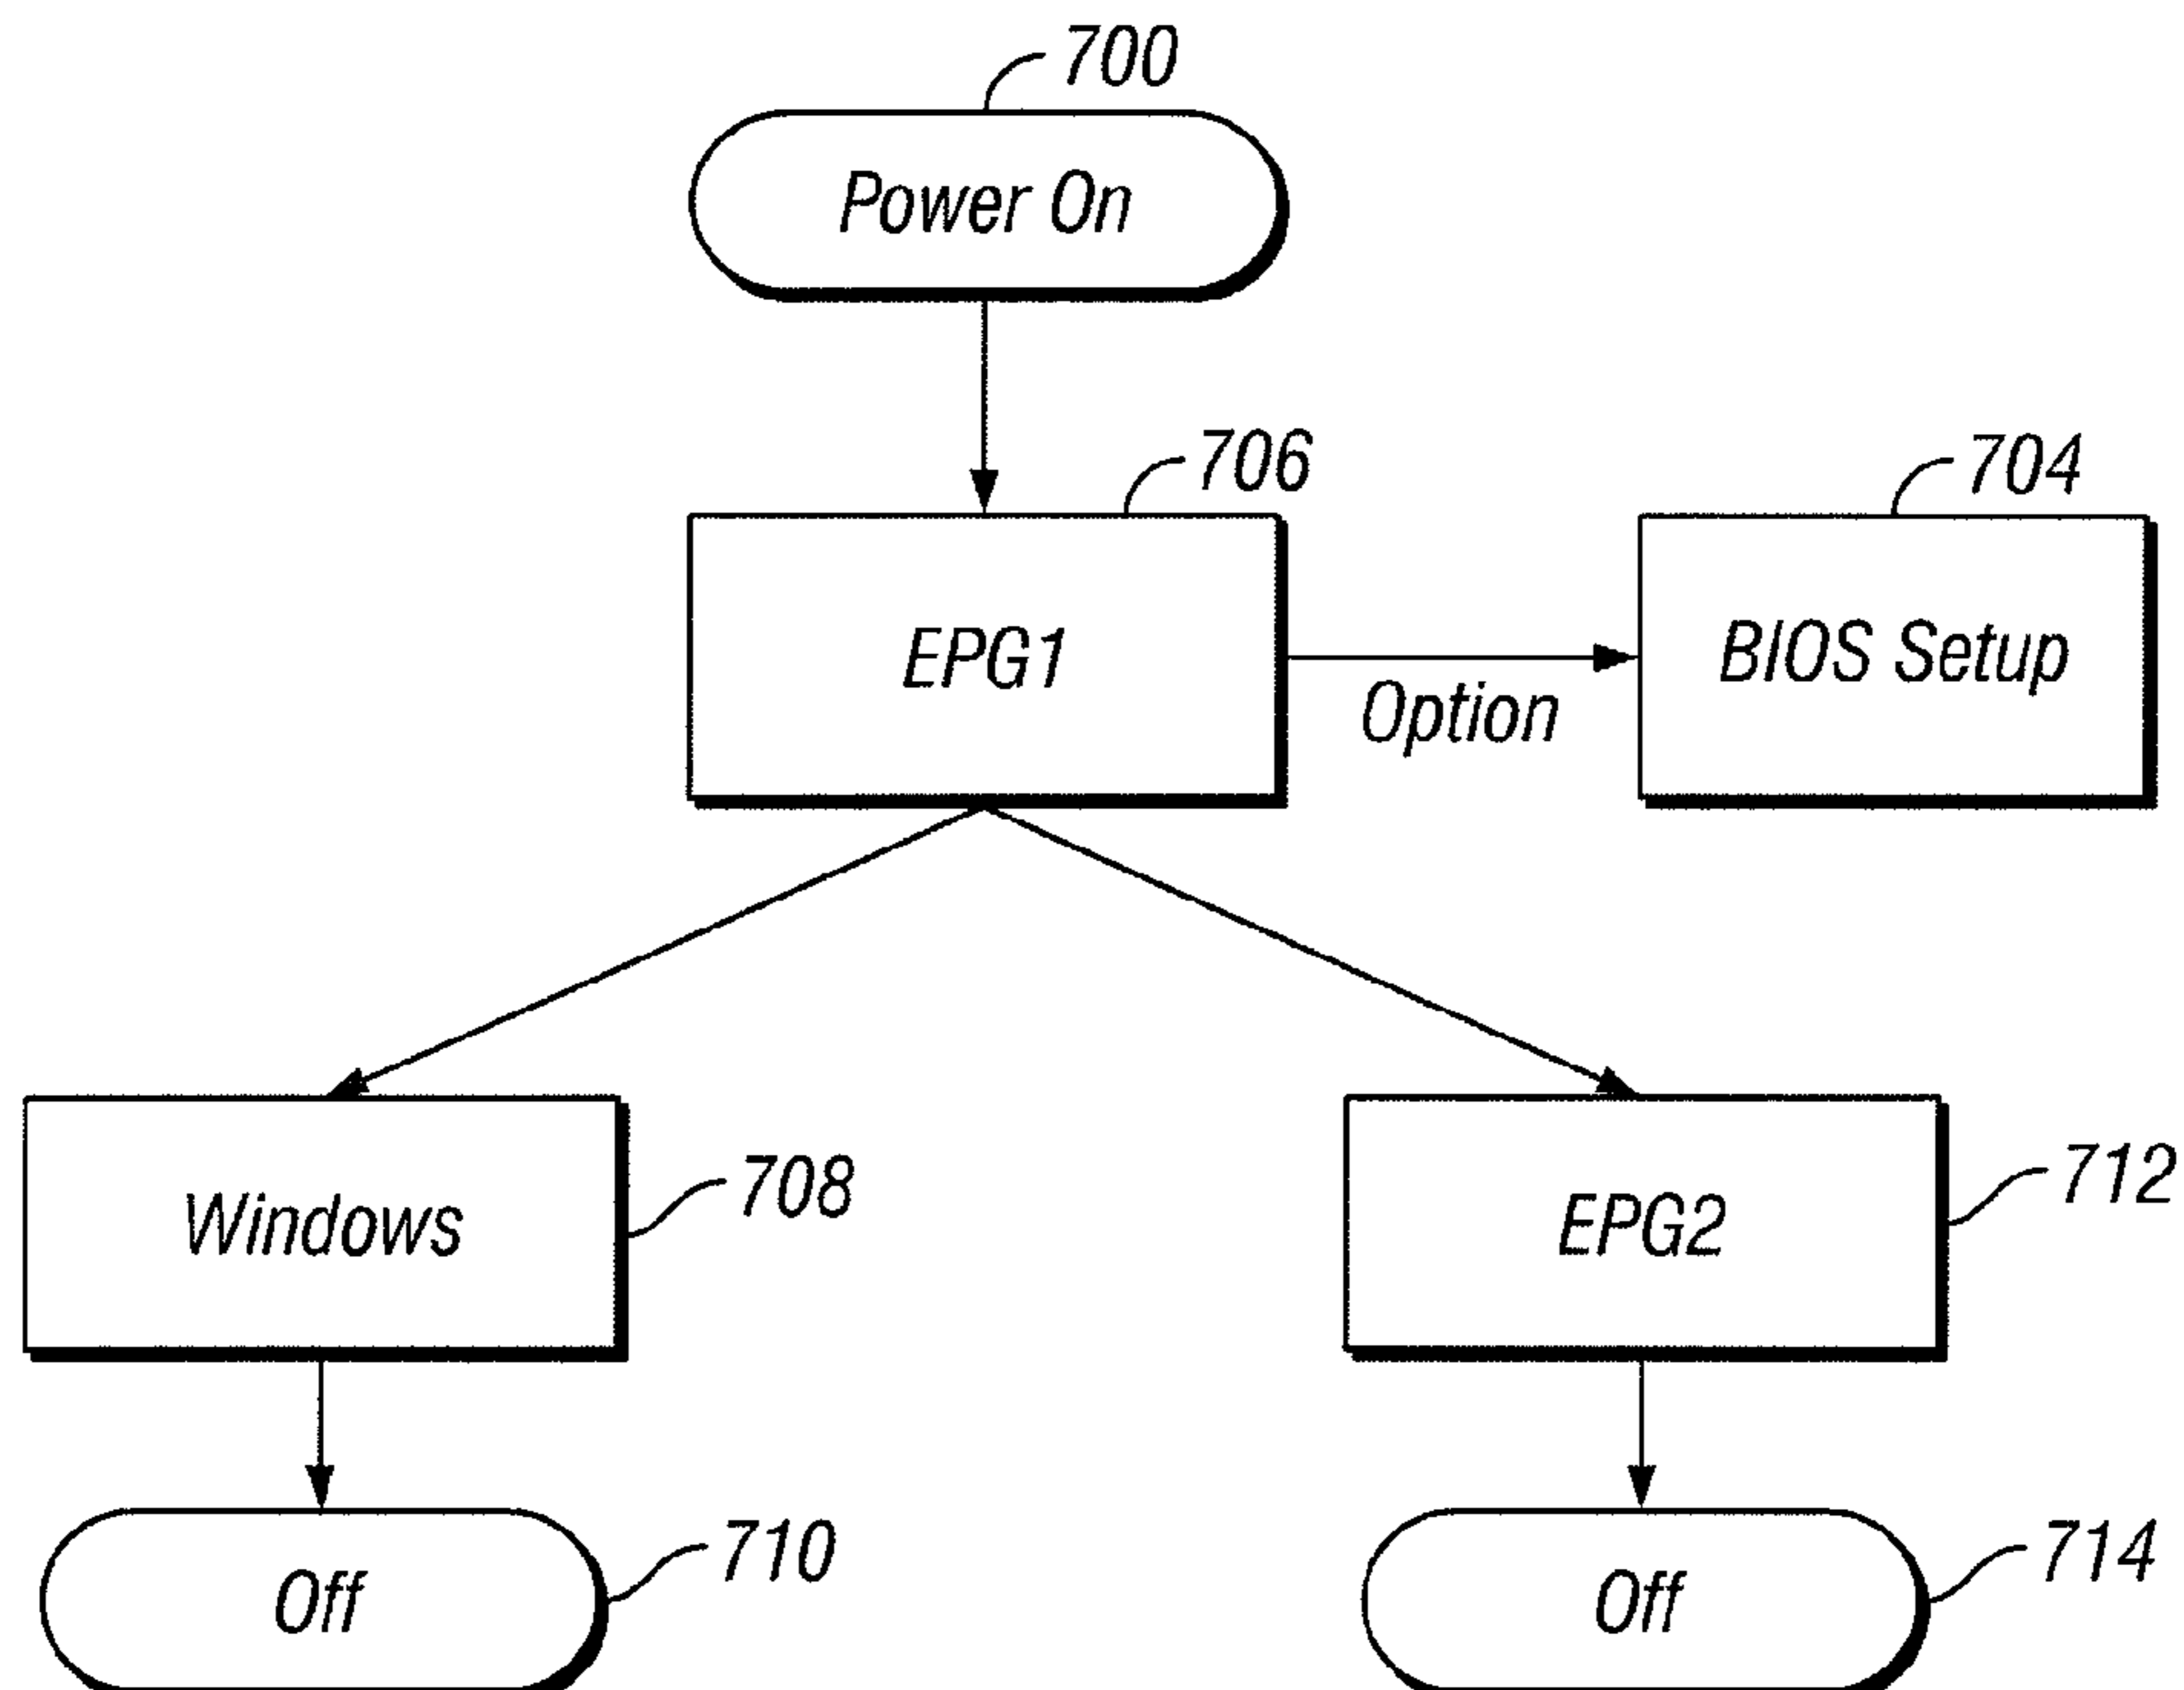 700
Power On
706
704
EPG1
BIOS Setup
Option
708
712
Windows
EPG2
710
714
Off
Off